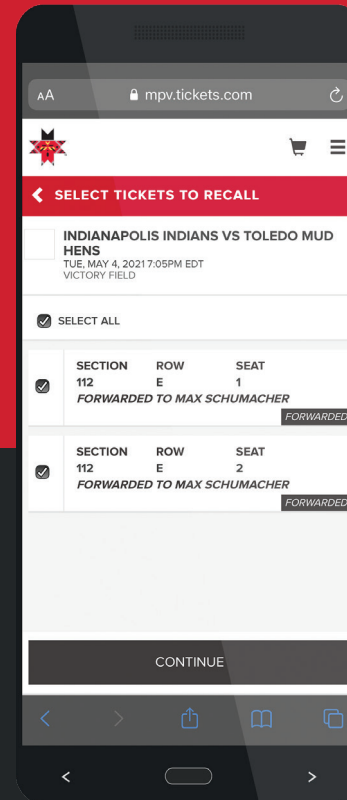 AA mpv.tickets.com
SELECT TICKETS TO RECALL
INDIANAPOLIS INDIANS VS TOLEDO MUD
HENS
TUE, MAY 4, 2021 7:05PM EDT
VICTORY FIELD
SELECT ALL
SECTION ROW SEAT
112 E 1
FORWARDED TO MAX SCHUMACHER
FORWARDED
SECTION ROW SEAT
112 E 2
FORWARDED TO MAX SCHUMACHER
FORWARDED
CONTINUE